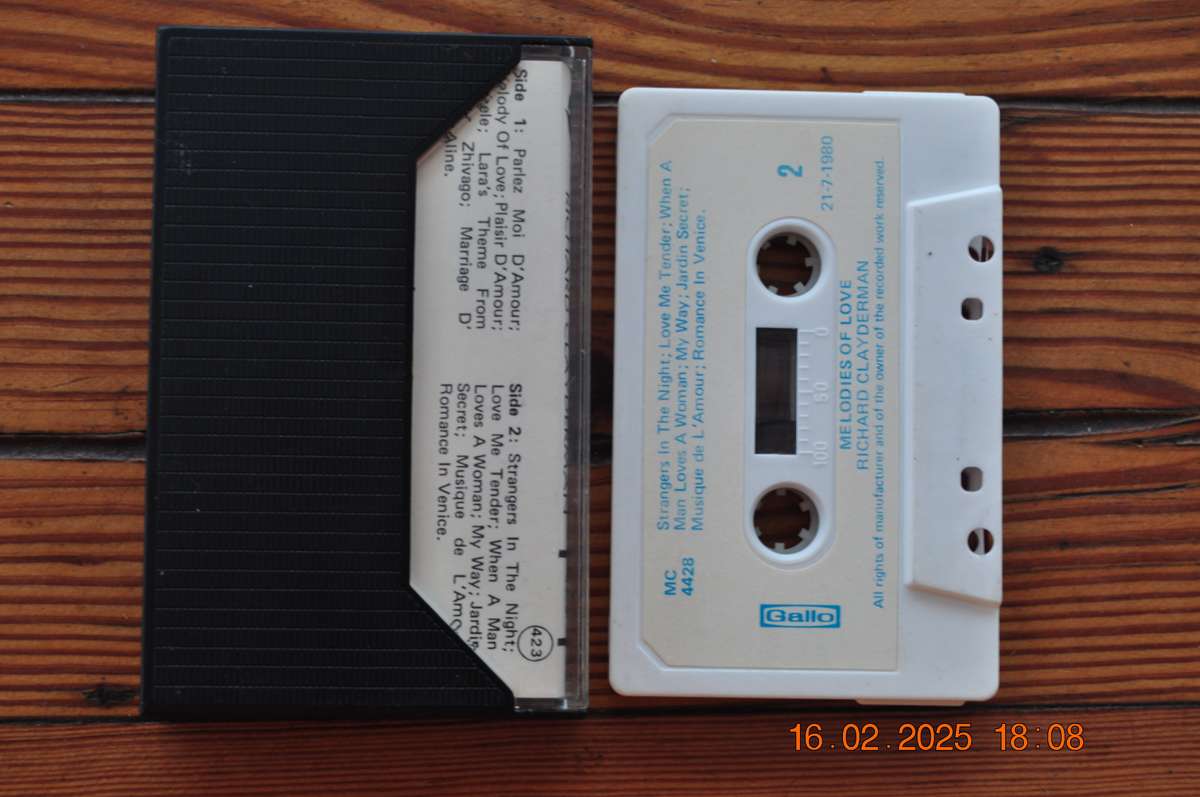 Side 1: Parlez Moi D'Amour;
elody Of Love; Plaisir D'Amour;
ele; Lara's Theme From
Zhivago; Marriage D'
Aline.
Side 2: Strangers In The Night;
Love Me Tender; When A Man
Loves A Woman; My Way; Jardin
Secret; Musique de L'Amo
Romance In Venice.
423
Strangers In The Night; Love Me Tender; When A
Man Loves A Woman; My Way; Jardin Secret;
Musique de L'Amour; Romance In Venice.
MC
4428
2
21-7-1980
100 50 0
Gallo
MELODIES OF LOVE
RICHARD CLAYDERMAN
All rights of manufacturer and of the owner of the recorded work reserved.
16.02.2025 18:08